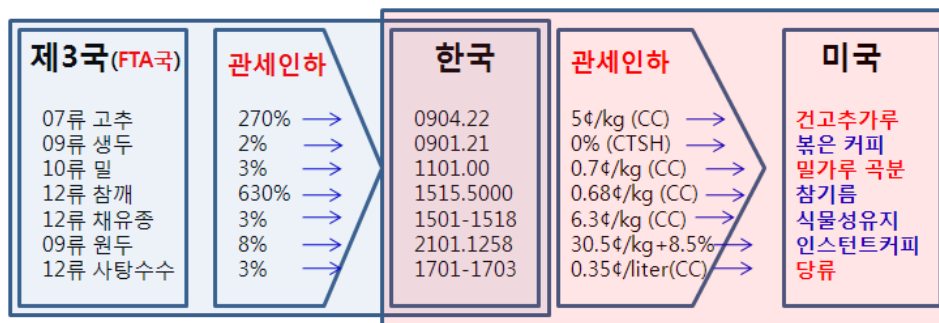 제3국(FTA국) 관세인하 한국 관세인하 미국
07류 고추 270% 0904.22 5¢/kg (CC) 건고추가루
09류 생두 2% 0901.21 0% (CTSH) 볶은 커피
10류 밀 3% 1101.00 0.7¢/kg (CC) 밀가루 곡분
12류 참깨 630% 1515.5000 0.68¢/kg (CC) 참기름
12류 채유종 3% 1501-1518 6.3¢/kg (CC) 식물성유지
09류 원두 8% 2101.1258 30.5¢/kg+8.5% 인스턴트커피
12류 사탕수수 3% 1701-1703 0.35¢/liter(CC) 당류